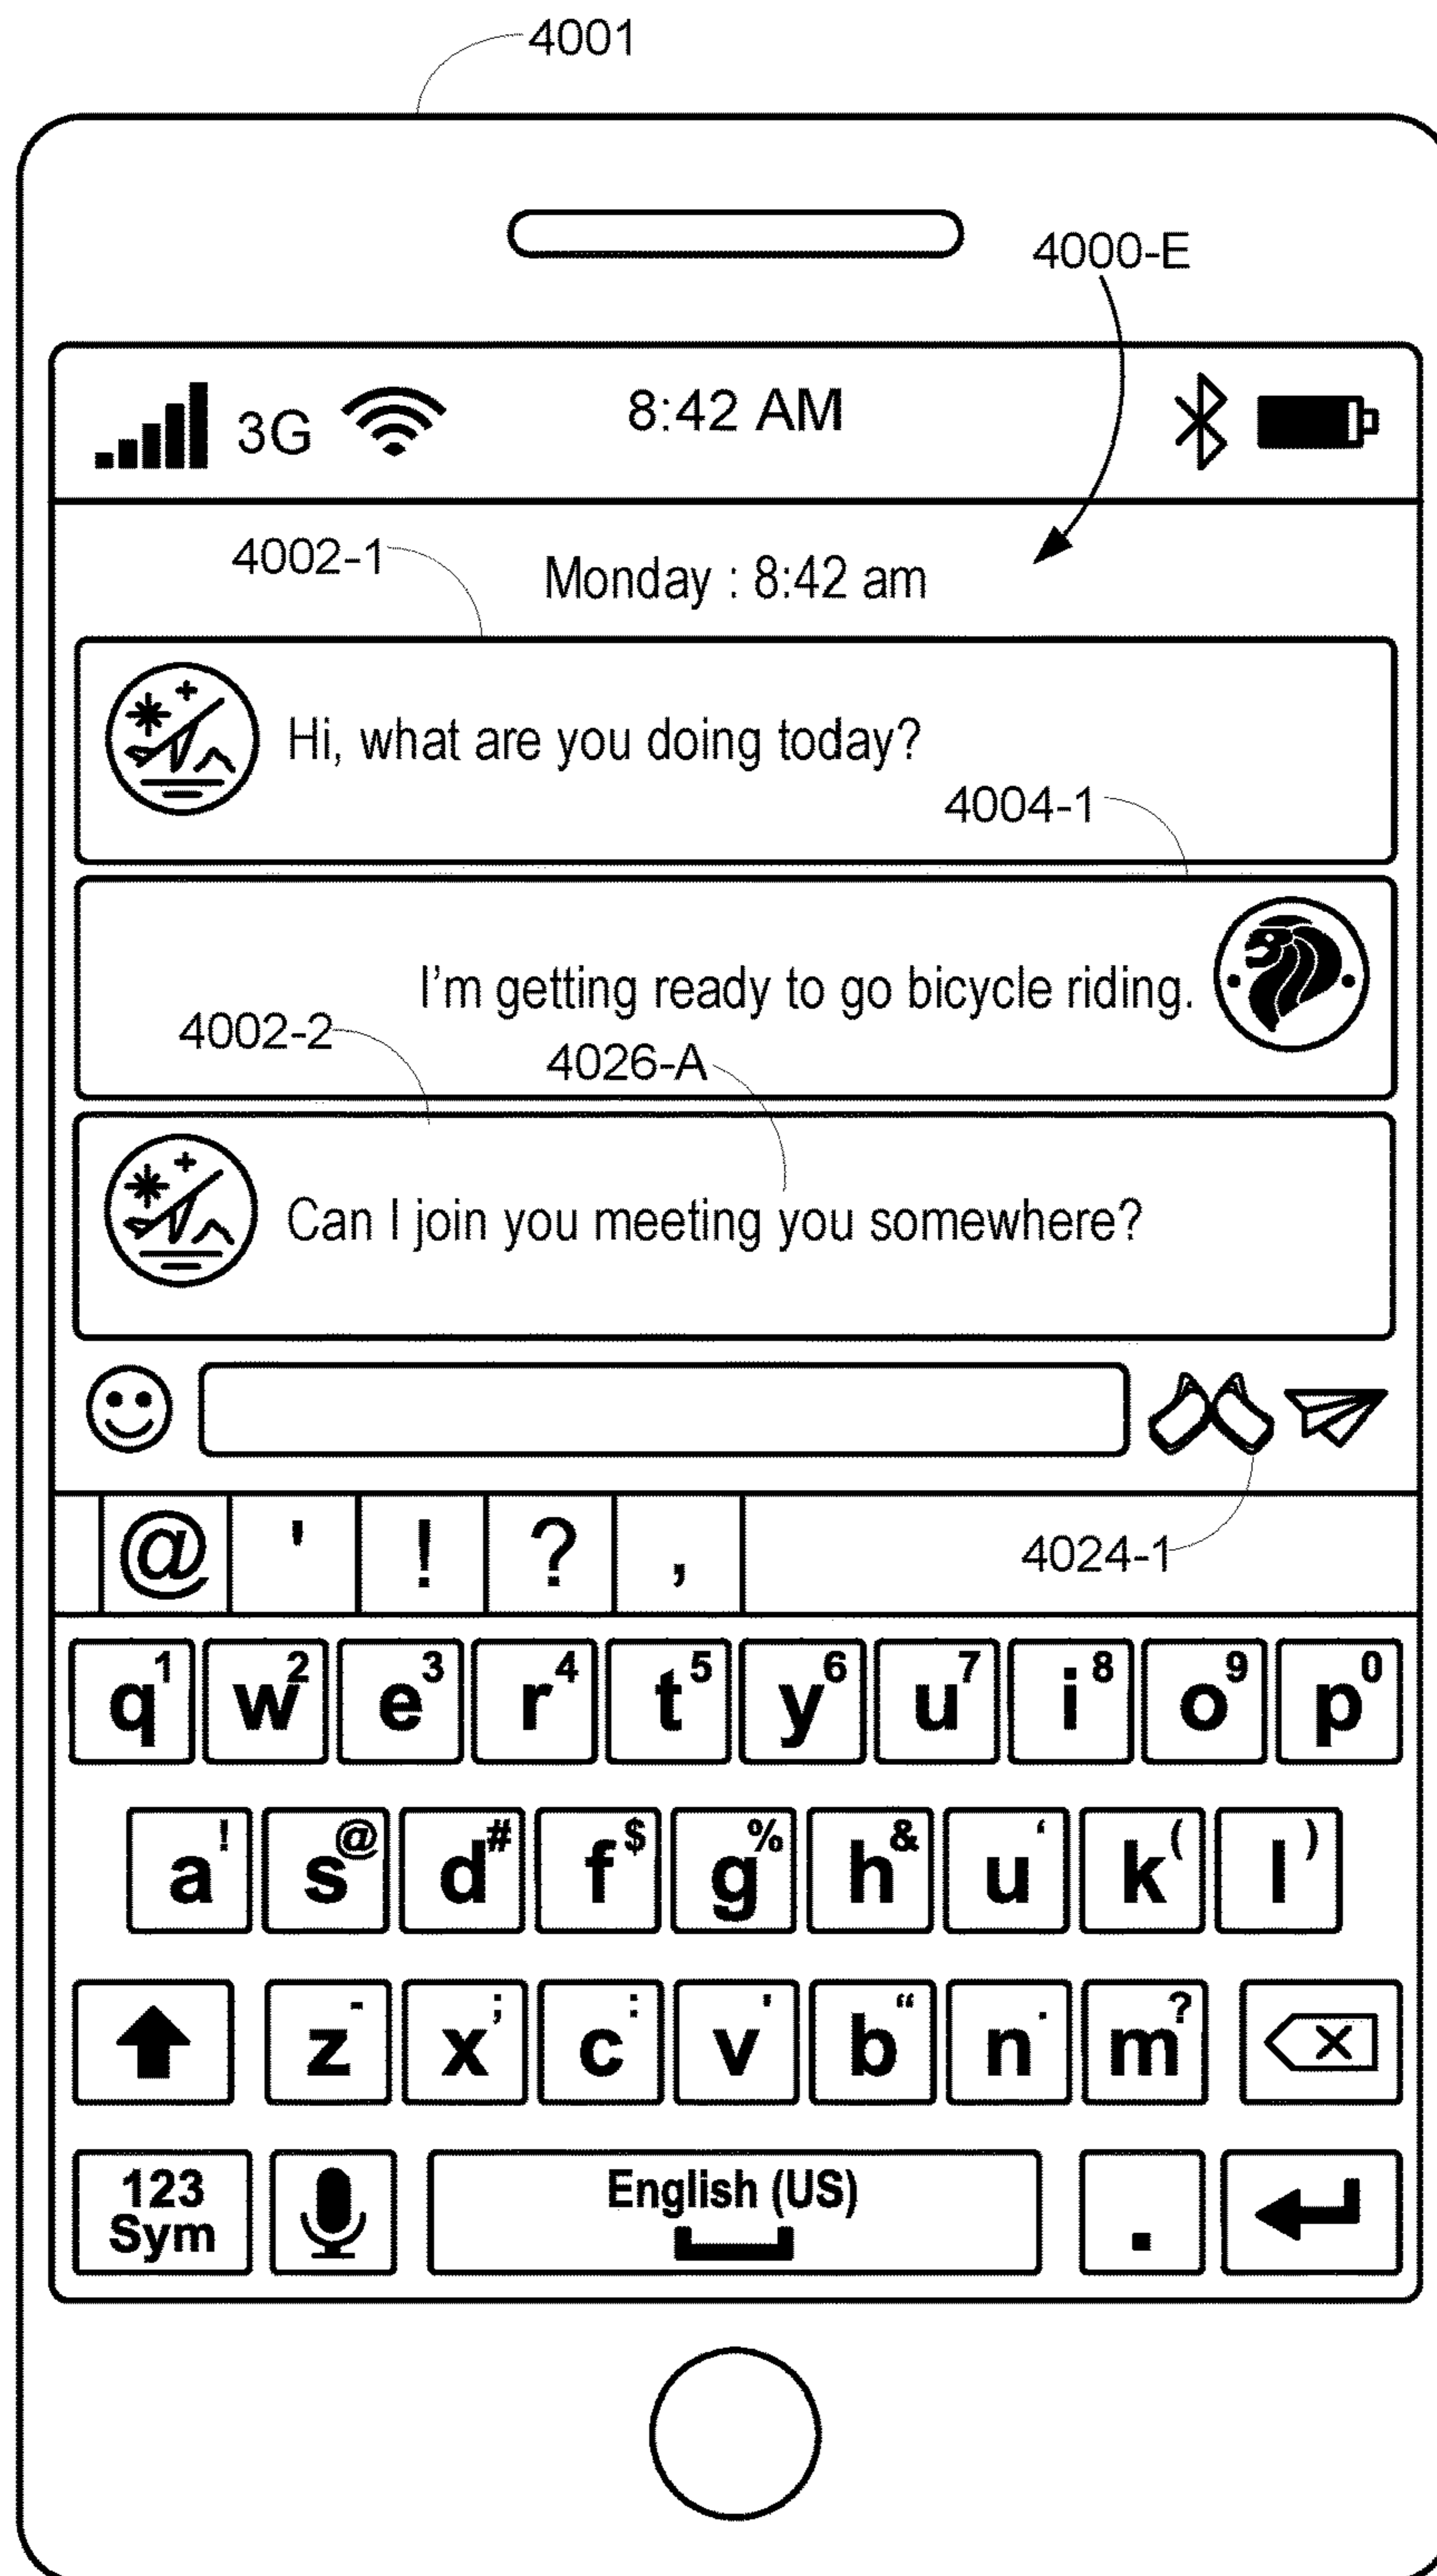 4001
4000-E
3G 8:42 AM
4002-1
Monday : 8:42 am
Hi, what are you doing today?
4004-1
I'm getting ready to go bicycle riding.
4002-2
4026-A
Can I join you meeting you somewhere?
@ ' ! ? ,
4024-1
q1 w2 e3 r4 t5 y6 u7 i8 o9 p0
a! s@ d# f$ g% h& u‘ k( l)
z- x; c: v' b“ n. m?
123 Sym English (US) .